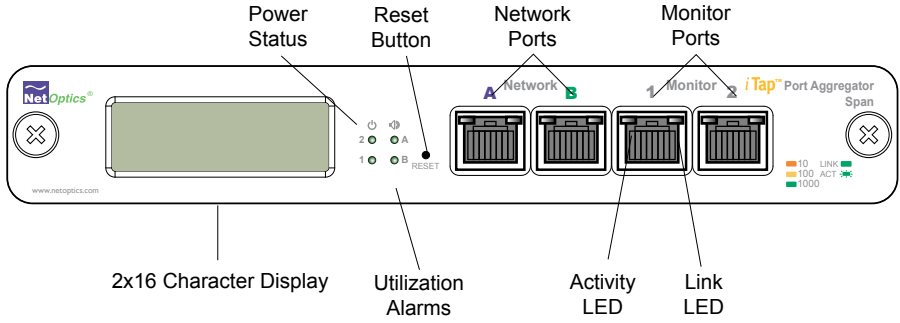 Power
Status
Reset
Button
Network
Ports
Monitor
Ports
Net Optics®
A Network B
1 Monitor 2
iTap™ Port Aggregator
Span
2 A
1 B
RESET
10 LINK
100 ACT
1000
www.netoptics.com
2x16 Character Display
Utilization
Alarms
Activity
LED
Link
LED